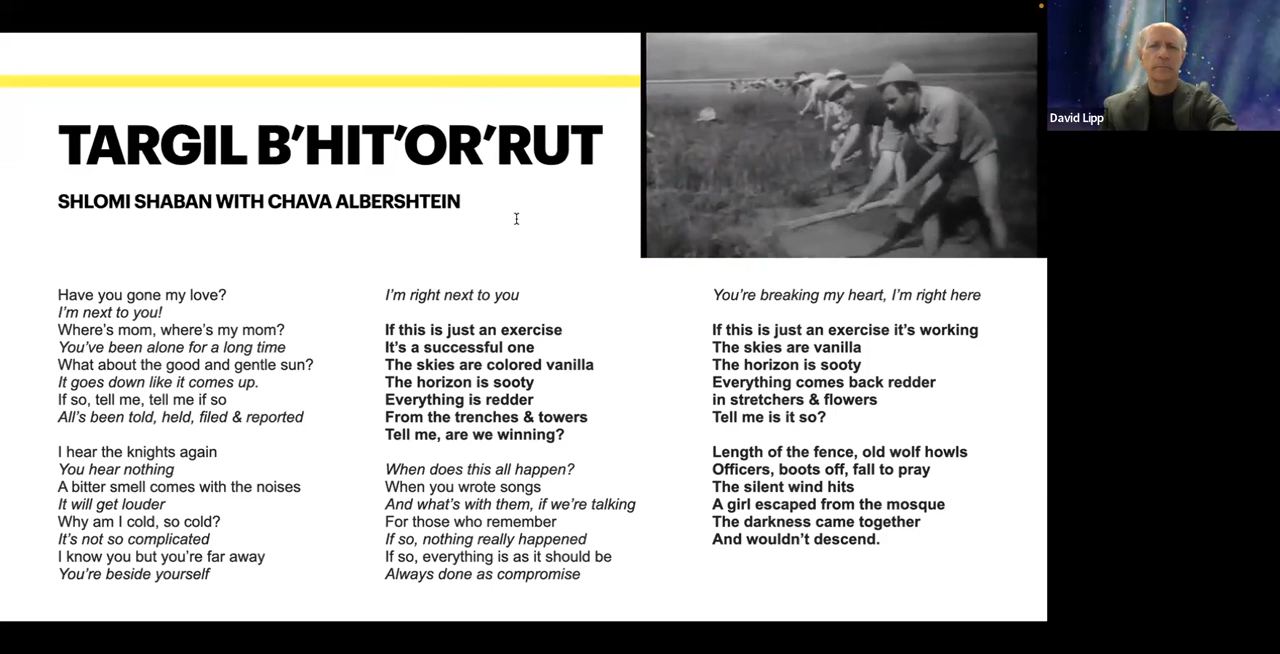 TARGIL B’HIT’OR’RUT
SHLOMI SHABAN WITH CHAVA ALBERSHTEIN
Have you gone my love?
I’m next to you!
Where’s mom, where’s my mom?
You’ve been alone for a long time
What about the good and gentle sun?
It goes down like it comes up.
If so, tell me, tell me if so
All’s been told, held, filed & reported
I hear the knights again
You hear nothing
A bitter smell comes with the noises
It will get louder
Why am I cold, so cold?
It’s not so complicated
I know you but you’re far away
You’re beside yourself
I’m right next to you
If this is just an exercise
It’s a successful one
The skies are colored vanilla
The horizon is sooty
Everything is redder
From the trenches & towers
Tell me, are we winning?
When does this all happen?
When you wrote songs
And what’s with them, if we’re talking
For those who remember
If so, nothing really happened
If so, everything is as it should be
Always done as compromise
You’re breaking my heart, I’m right here
If this is just an exercise it’s working
The skies are vanilla
The horizon is sooty
Everything comes back redder
in stretchers & flowers
Tell me is it so?
Length of the fence, old wolf howls
Officers, boots off, fall to pray
The silent wind hits
A girl escaped from the mosque
The darkness came together
And wouldn’t descend.
David Lipp